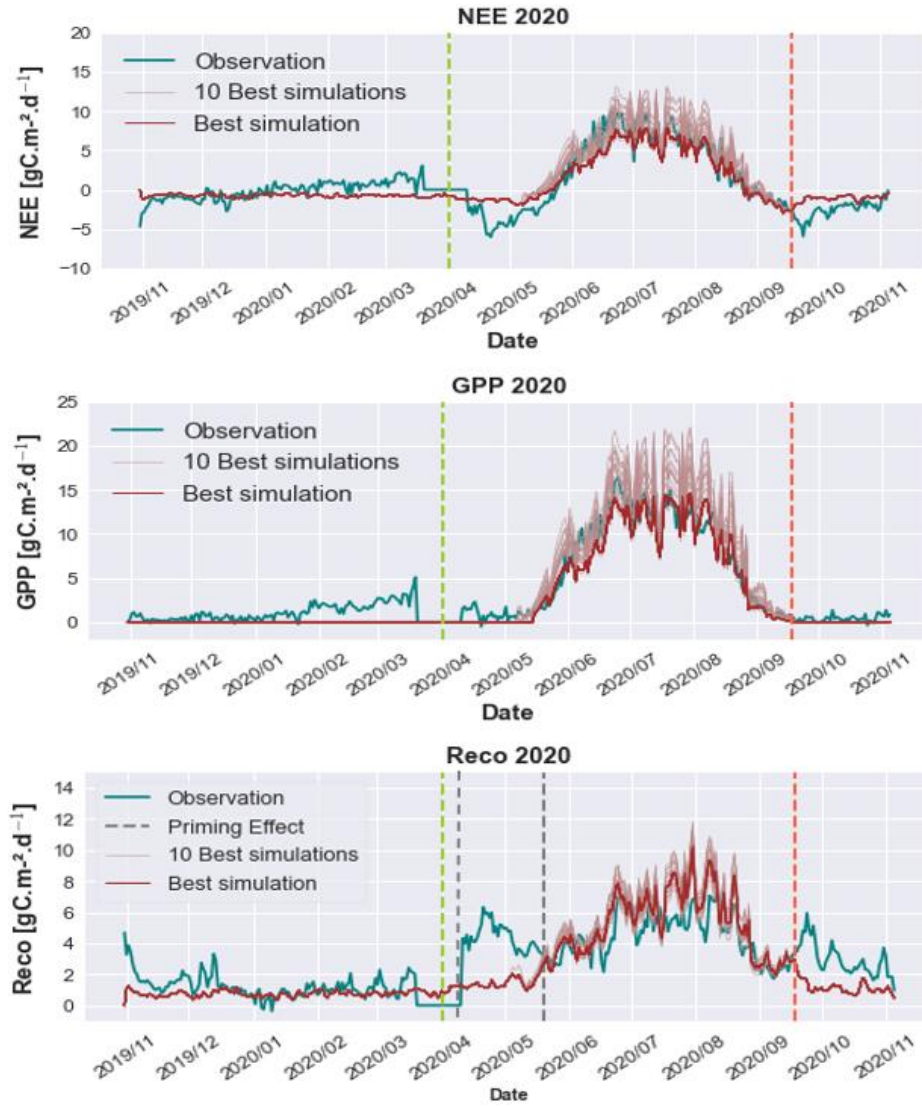 NEE 2020
NEE [gC.m-².d⁻¹]
20
15
10
5
0
−5
−10
Observation
10 Best simulations
Best simulation
2019/11 2019/12 2020/01 2020/02 2020/03 2020/04 2020/05 2020/06 2020/07 2020/08 2020/09 2020/10 2020/11
Date
GPP 2020
GPP [gC.m-².d⁻¹]
25
20
15
10
5
0
Observation
10 Best simulations
Best simulation
2019/11 2019/12 2020/01 2020/02 2020/03 2020/04 2020/05 2020/06 2020/07 2020/08 2020/09 2020/10 2020/11
Date
Reco 2020
Reco [gC.m-².d⁻¹]
14
12
10
8
6
4
2
0
Observation
Priming Effect
10 Best simulations
Best simulation
2019/11 2019/12 2020/01 2020/02 2020/03 2020/04 2020/05 2020/06 2020/07 2020/08 2020/09 2020/10 2020/11
Date